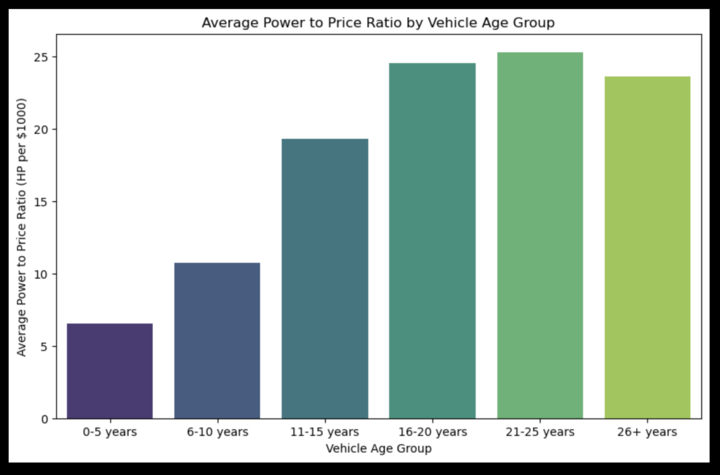 Average Power to Price Ratio by Vehicle Age Group
Average Power to Price Ratio (HP per $1000)
25
20
15
10
5
0
0-5 years 6-10 years 11-15 years 16-20 years 21-25 years 26+ years
Vehicle Age Group